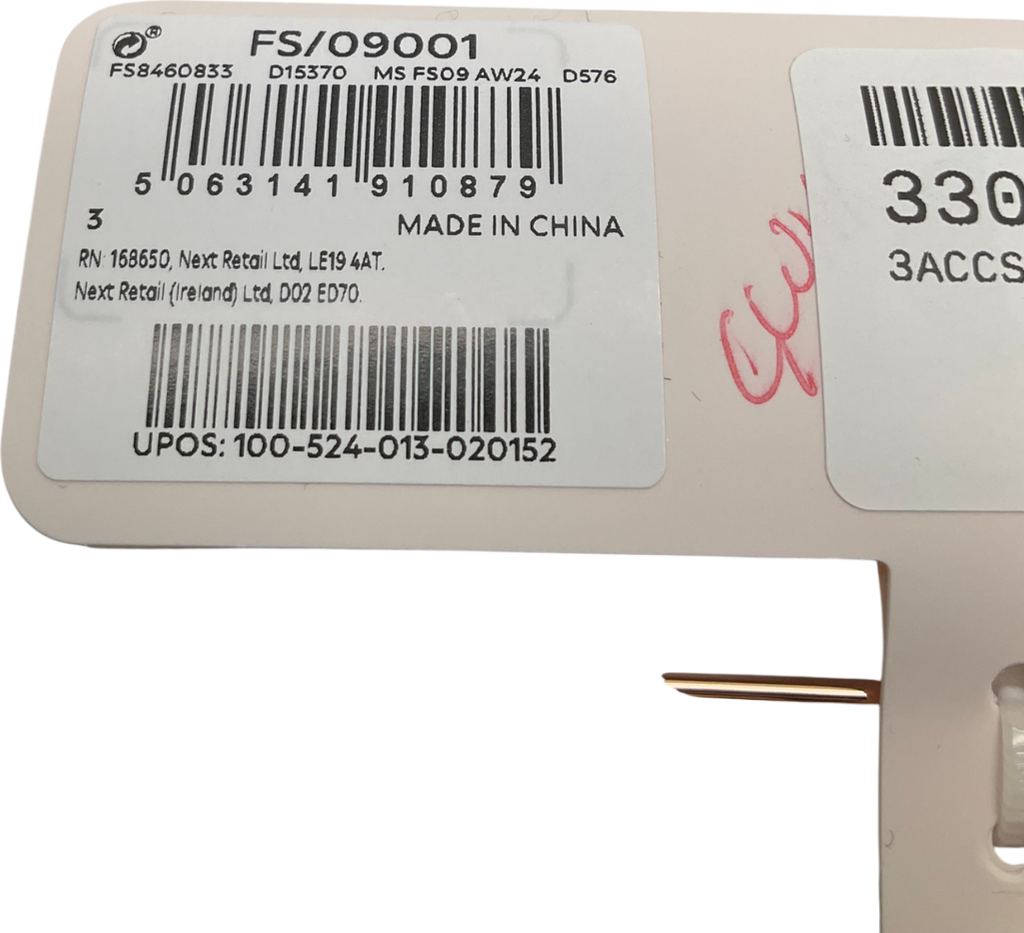 ®
FS/09001
FS8460833 D15370 MS FS09 AW24 D576
5 063141 910879
3 MADE IN CHINA
RN: 168650, Next Retail Ltd, LE19 4AT.
Next Retail (Ireland) Ltd, D02 ED70.
UPOS: 100-524-013-020152
330
3ACCS